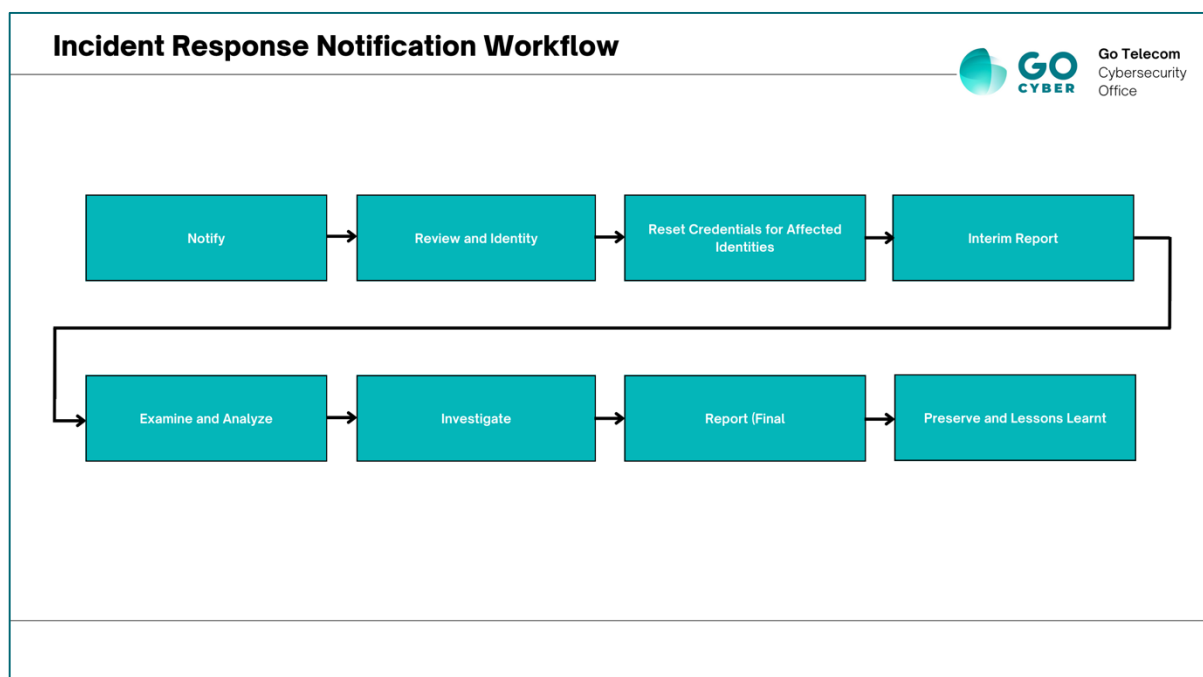 Incident Response Notification Workflow
GO
CYBER
Go Telecom
Cybersecurity
Office
Notify
Review and Identity
Reset Credentials for Affected
Identities
Interim Report
Examine and Analyze
Investigate
Report (Final
Preserve and Lessons Learnt